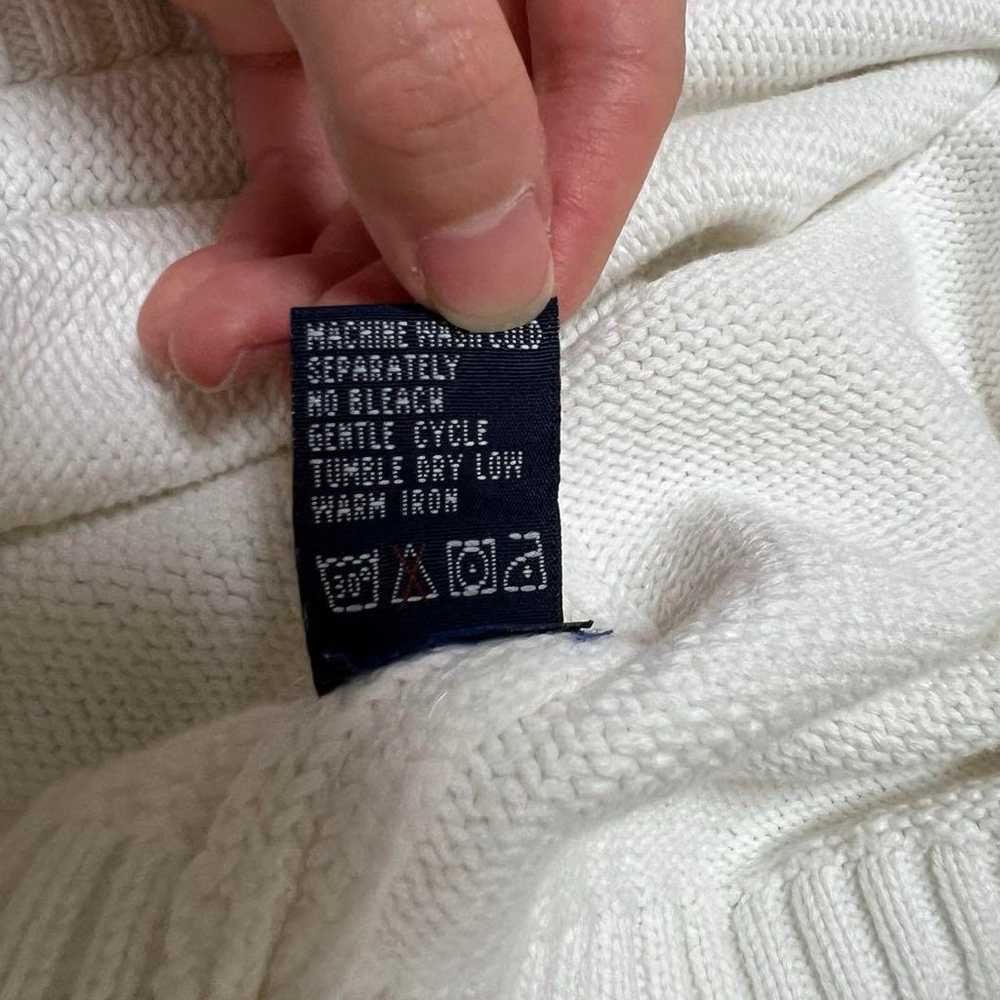 MACHINE WASH COLD
SEPARATELY
NO BLEACH
GENTLE CYCLE
TUMBLE DRY LOW
WARM IRON
30°